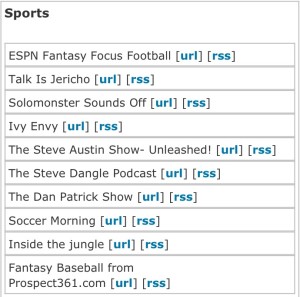 Sports
ESPN Fantasy Focus Football [url] [rss]
Talk Is Jericho [url] [rss]
Solomonster Sounds Off [url] [rss]
Ivy Envy [url] [rss]
The Steve Austin Show- Unleashed! [url] [rss]
The Steve Dangle Podcast [url] [rss]
The Dan Patrick Show [url] [rss]
Soccer Morning [url] [rss]
Inside the jungle [url] [rss]
Fantasy Baseball from
Prospect361.com [url] [rss]